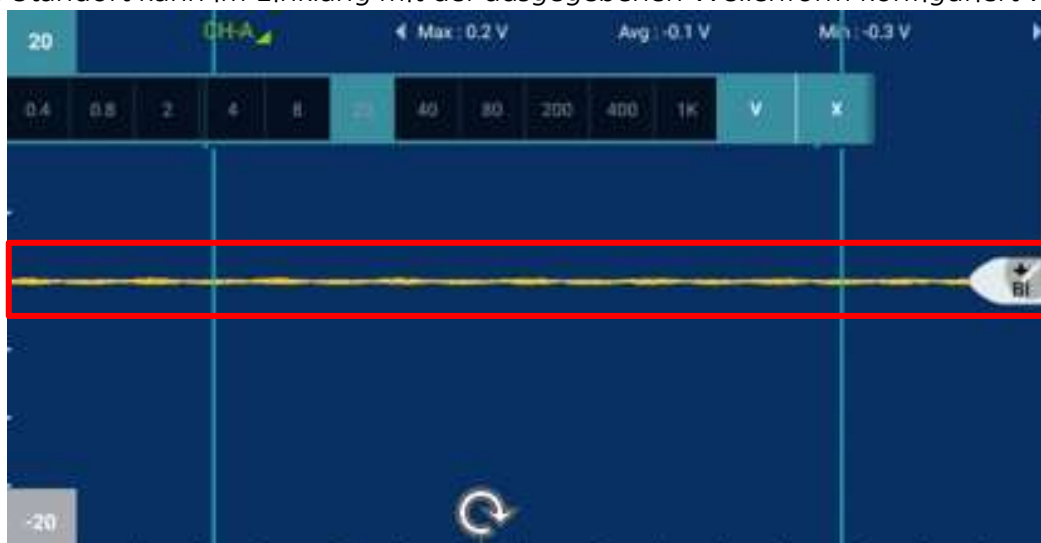 Standort kann im Einklang mit der ausgegebenen Wellenform konfiguriert
20 CH-A Max : 0.2 V Avg : -0.1 V Min : -0.3 V
0.4 0.8 2 4 8 20 40 80 200 400 1K V X
BI
-20